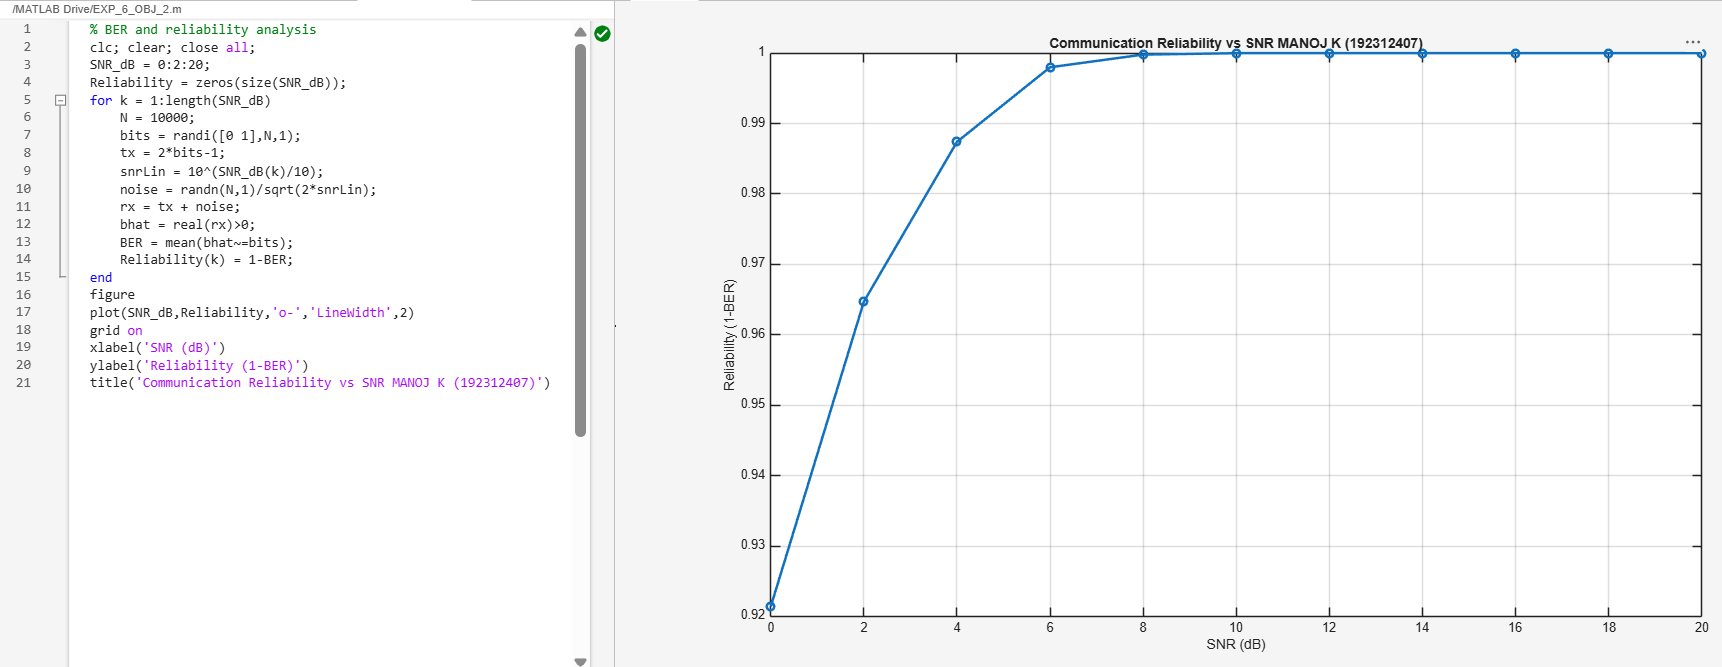 /MATLAB Drive/EXP_6_OBJ_2.m
1 % BER and reliability analysis
2 clc; clear; close all;
3 SNR_dB = 0:2:20;
4 Reliability = zeros(size(SNR_dB));
5 for k = 1:length(SNR_dB)
6 N = 10000;
7 bits = randi([0 1],N,1);
8 tx = 2*bits-1;
9 snrLin = 10^(SNR_dB(k)/10);
10 noise = randn(N,1)/sqrt(2*snrLin);
11 rx = tx + noise;
12 bhat = real(rx)>0;
13 BER = mean(bhat~=bits);
14 Reliability(k) = 1-BER;
15 end
16 figure
17 plot(SNR_dB,Reliability,'o-','LineWidth',2)
18 grid on
19 xlabel('SNR (dB)')
20 ylabel('Reliability (1-BER)')
21 title('Communication Reliability vs SNR MANOJ K (192312407)')
Communication Reliability vs SNR MANOJ K (192312407)
1
0.99
0.98
0.97
0.96
0.95
0.94
0.93
0.92
Reliability (1-BER)
0 2 4 6 8 10 12 14 16 18 20
SNR (dB)